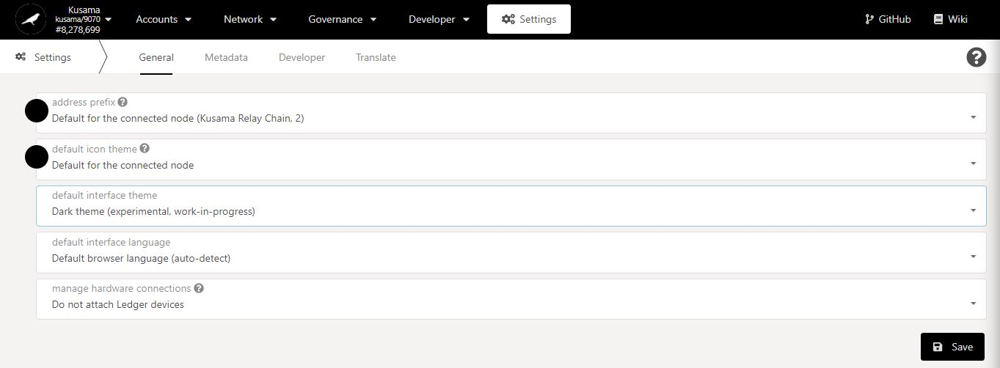 Kusama
kusama/9070
#8,278,699
Accounts
Network
Governance
Developer
Settings
GitHub
Wiki
Settings
General
Metadata
Developer
Translate
?
address prefix ?
Default for the connected node (Kusama Relay Chain, 2)
default icon theme ?
Default for the connected node
default interface theme
Dark theme (experimental, work-in-progress)
default interface language
Default browser language (auto-detect)
manage hardware connections ?
Do not attach Ledger devices
Save